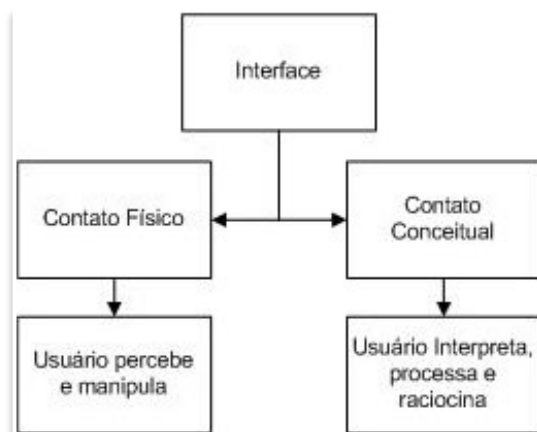 Interface
Contato Físico
Contato
Conceitual
Usuário percebe
e manipula
Usuário Interpreta,
processa e
raciocina